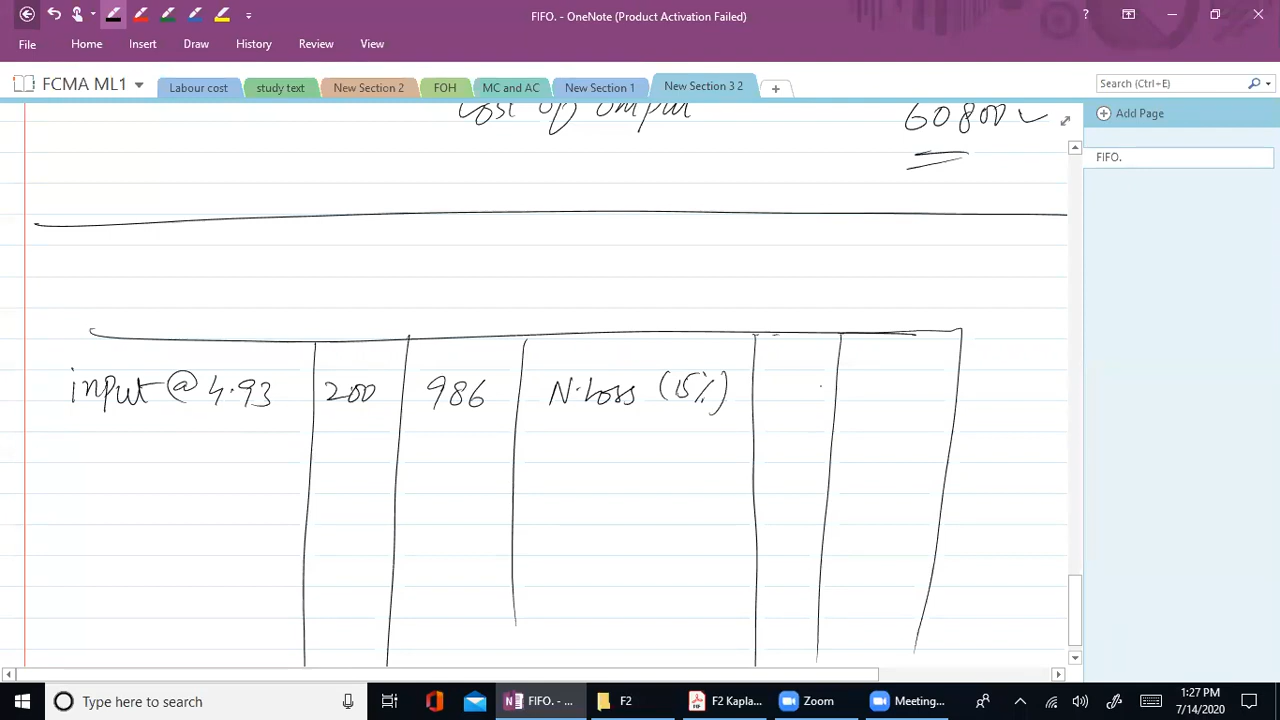 FIFO. - OneNote (Product Activation Failed)
?
File Home Insert Draw History Review View
FCMA ML1
Labour cost study text New Section 2 FOH MC and AC New Section 1 New Section 3 2
Search (Ctrl+E)
Add Page
FIFO.
Cost of Output 60800
input @ 4.93 200 986 N.Loss (15%)
Type here to search
FIFO. - ... F2 F2 Kapla... Zoom Meeting...
1:27 PM
7/14/2020